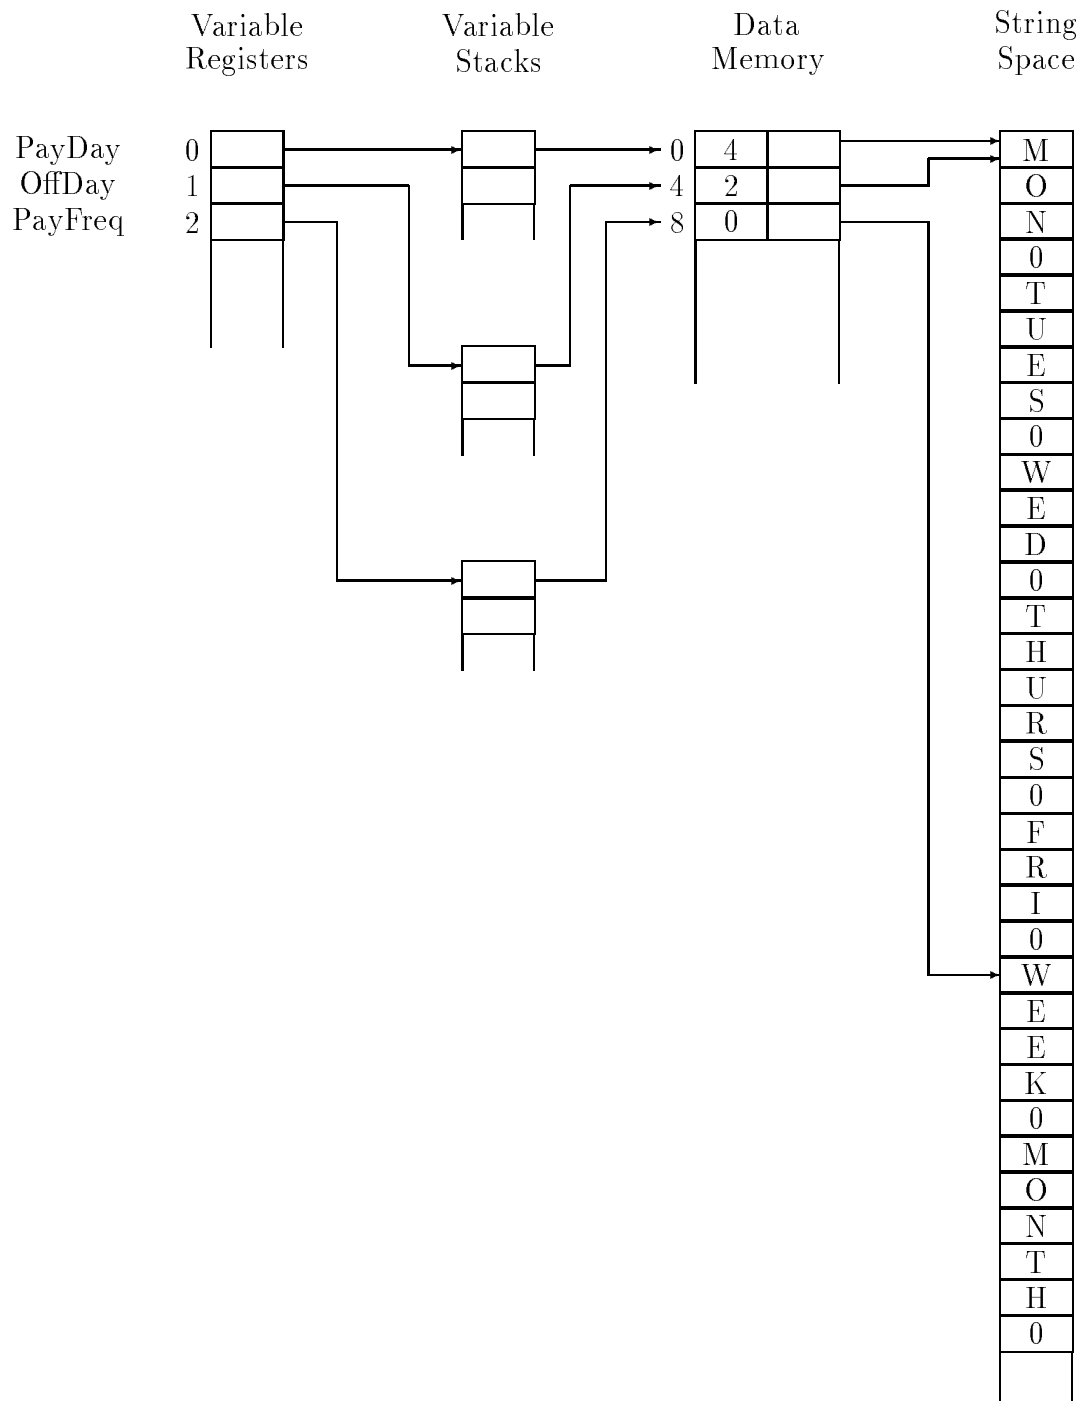 Variable Variable Data String
Registers Stacks Memory Space
PayDay 0 0 4 M
OffDay 1 4 2 O
PayFreq 2 8 0 N
0
T
U
E
S
0
W
E
D
0
T
H
U
R
S
0
F
R
I
0
W
E
E
K
0
M
O
N
T
H
0